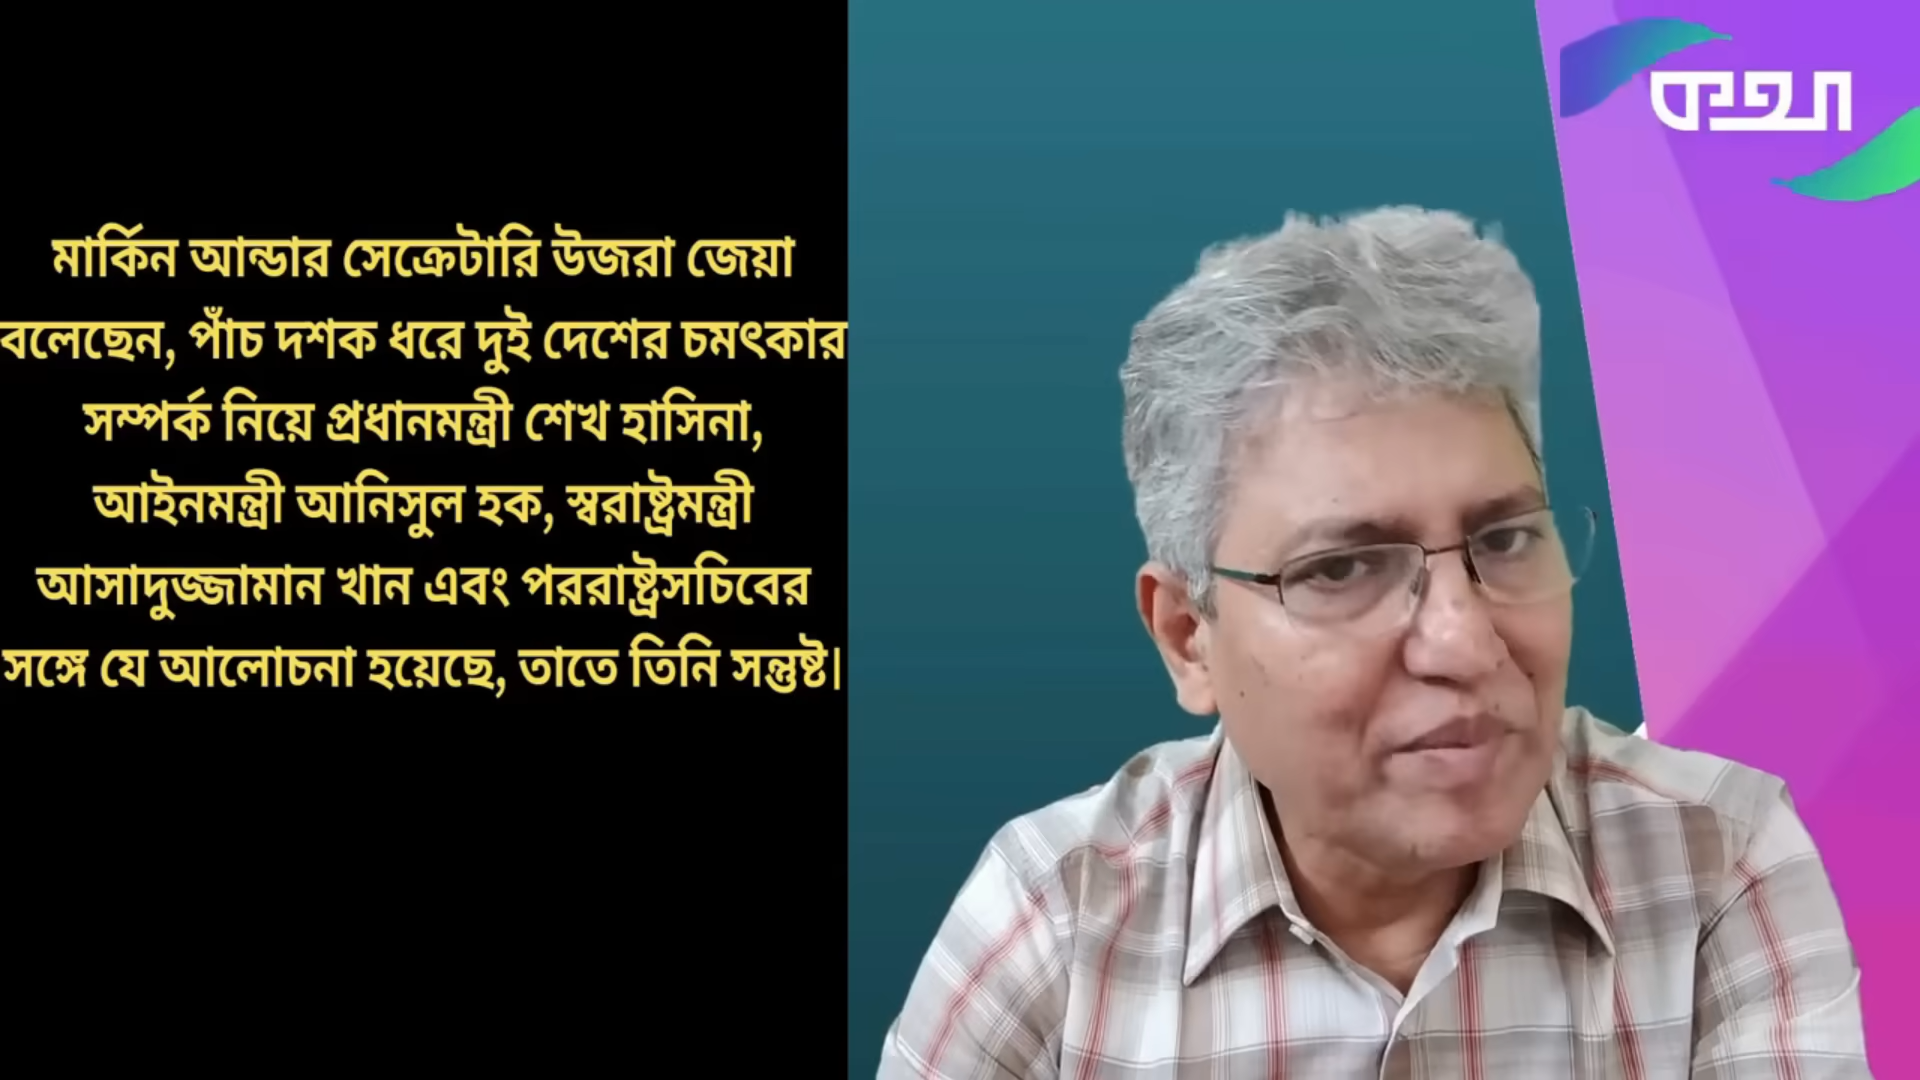 মার্কিন আন্ডার সেক্রেটারি উজরা জেয়া
বলেছেন, পাঁচ দশক ধরে দুই দেশের চমৎকার
সম্পর্ক নিয়ে প্রধানমন্ত্রী শেখ হাসিনা,
আইনমন্ত্রী আনিসুল হক, স্বরাষ্ট্রমন্ত্রী
আসাদুজ্জামান খান এবং পররাষ্ট্রসচিবের
সঙ্গে যে আলোচনা হয়েছে, তাতে তিনি সন্তুষ্ট।